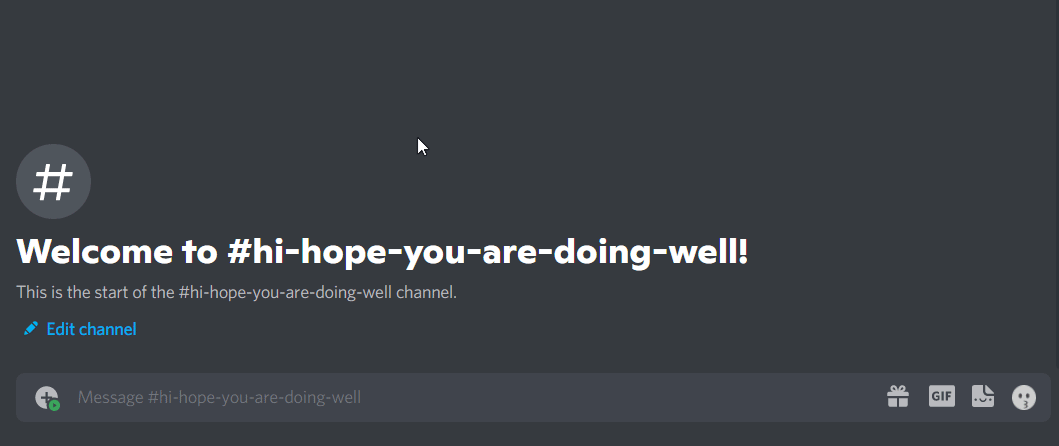 #
Welcome to #hi-hope-you-are-doing-well!
This is the start of the #hi-hope-you-are-doing-well channel.
Edit channel
Message #hi-hope-you-are-doing-well
GIF